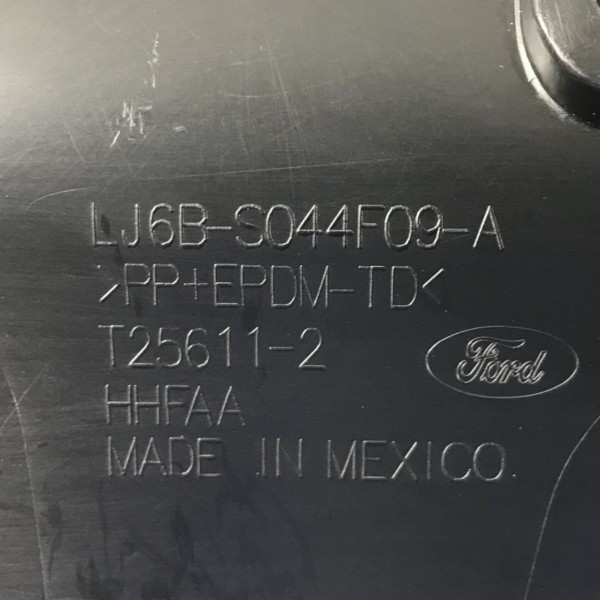 LJ6B-S044F09-A
>PP+EPDM-TD<
T25611-2
Ford
HHFAA
MADE IN MEXICO.